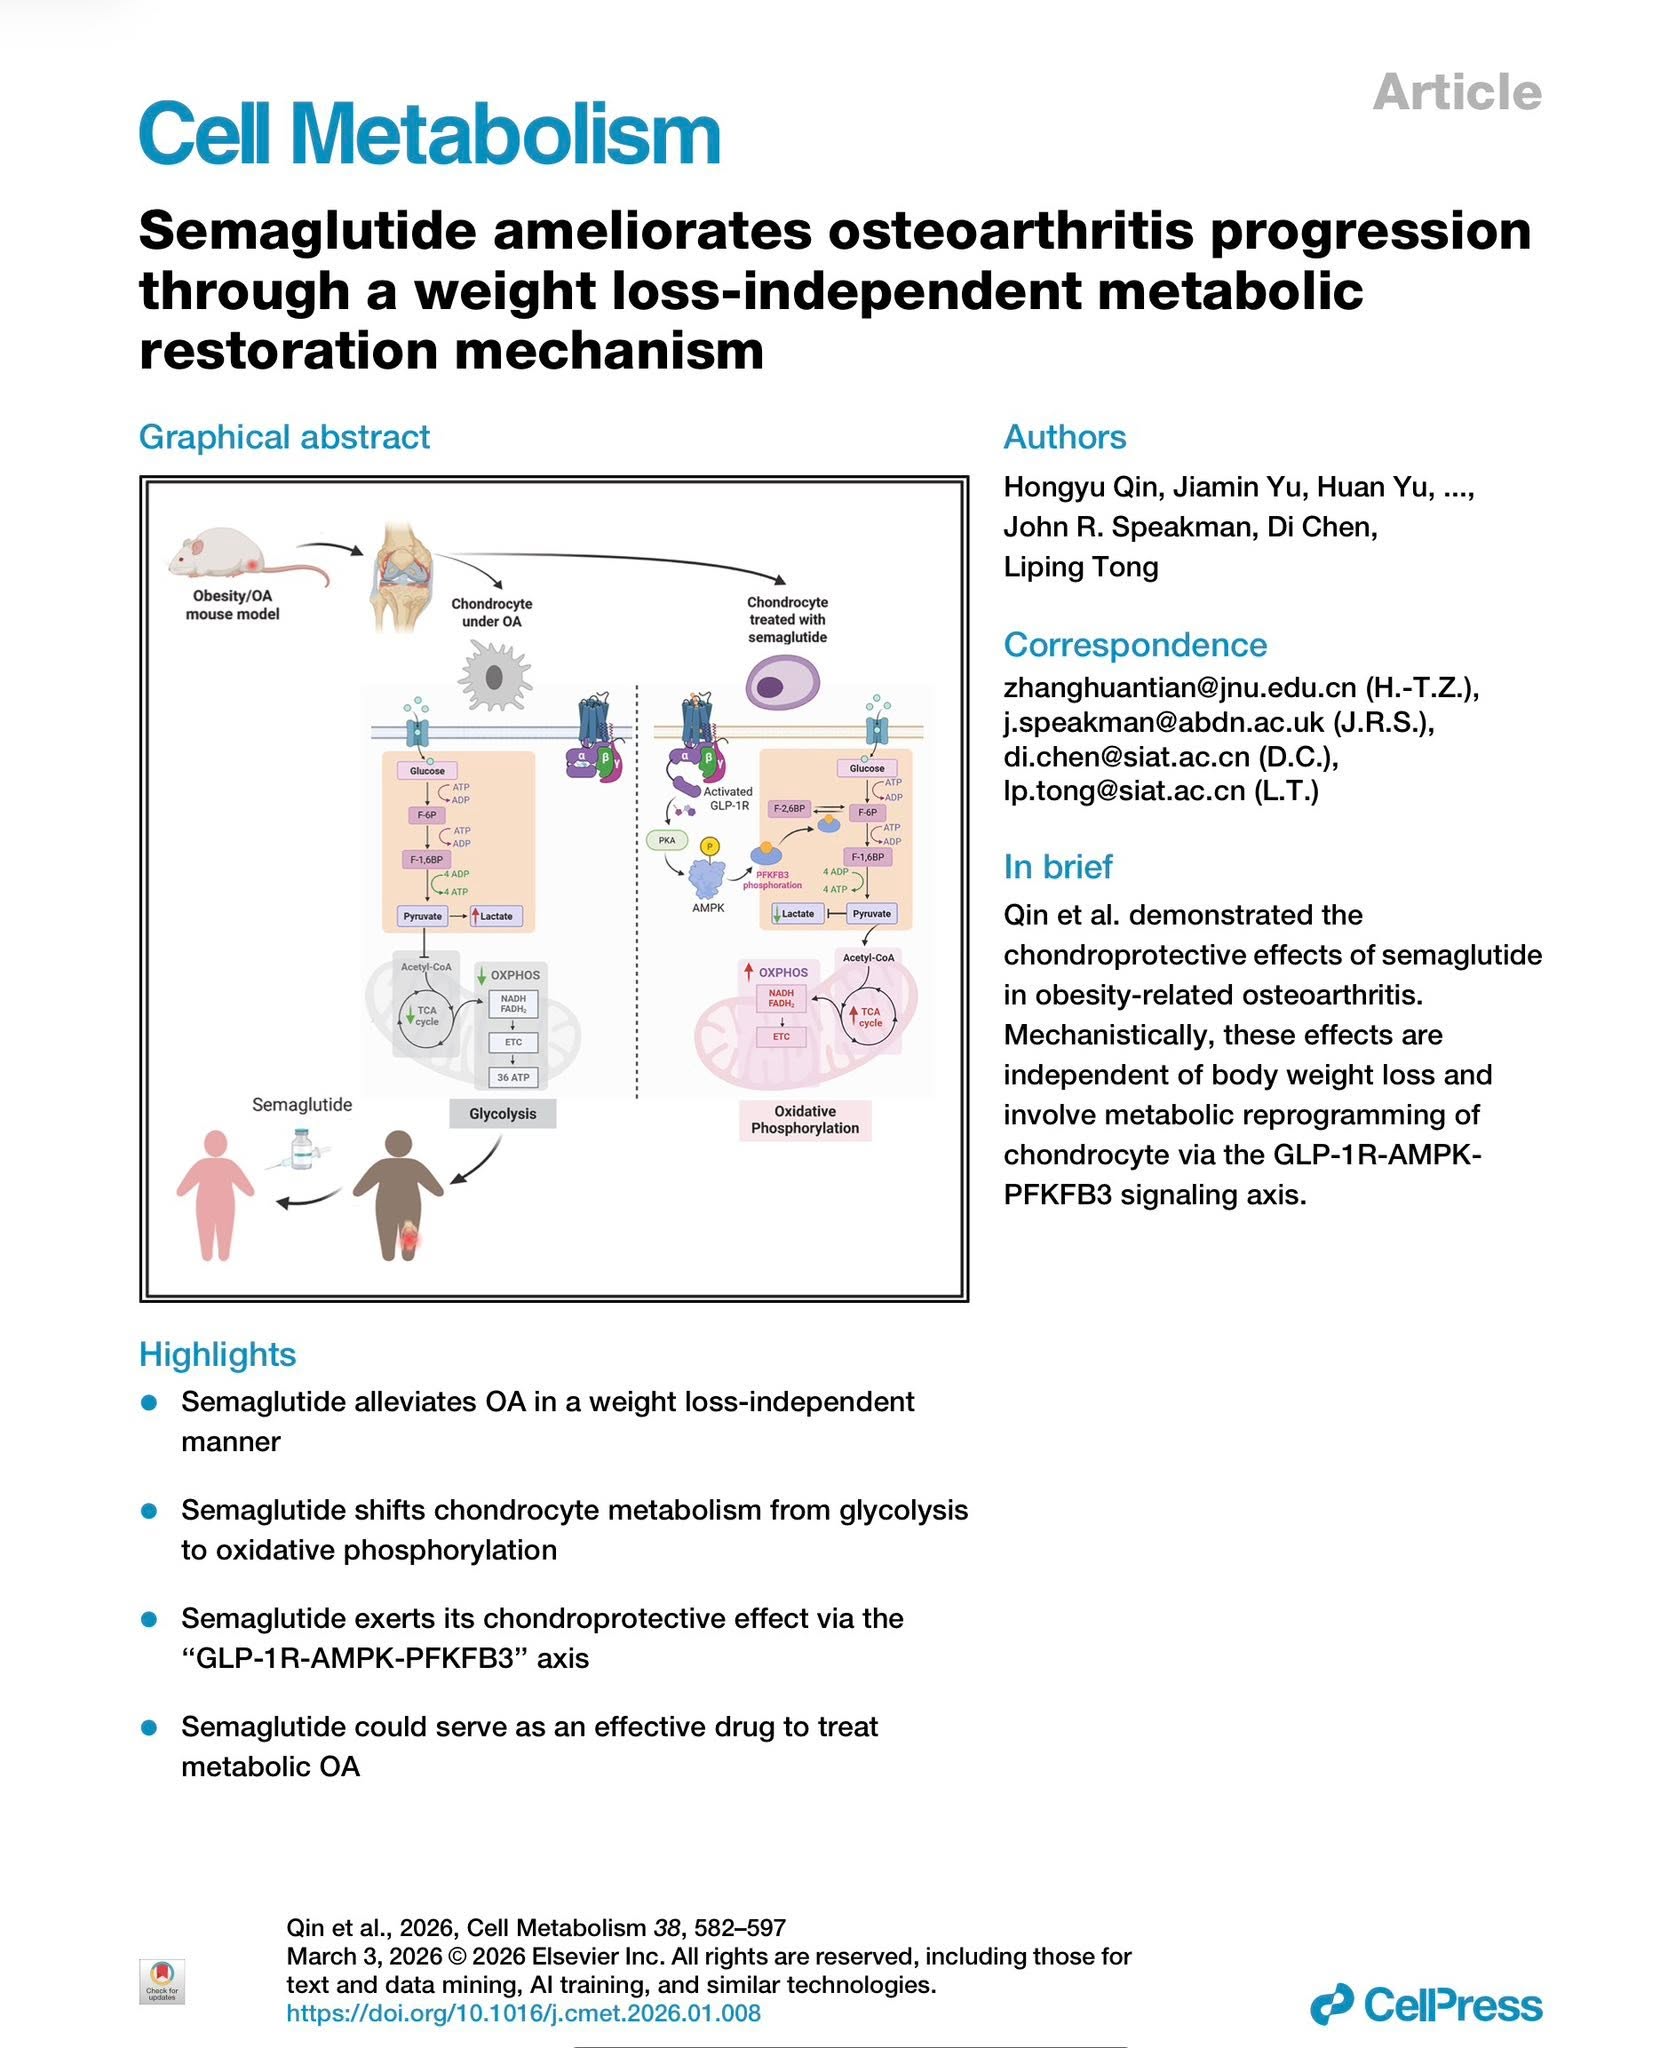 Article
Cell Metabolism
Semaglutide ameliorates osteoarthritis progression
through a weight loss-independent metabolic
restoration mechanism
Graphical abstract
Obesity/OA
mouse model
Chondrocyte
under OA
Chondrocyte
treated with
semaglutide
Glucose
ATP
ADP
F-6P
ATP
ADP
F-1,6BP
4 ADP
4 ATP
Pyruvate
Lactate
Acetyl-CoA
TCA
cycle
OXPHOS
NADH
FADH₂
ETC
36 ATP
Glycolysis
α
β
γ
α
β
γ
Activated
GLP-1R
PKA
P
AMPK
PFKFB3
phosphoration
F-2,6BP
Glucose
ATP
ADP
F-6P
ATP
ADP
F-1,6BP
4 ADP
4 ATP
Lactate
Pyruvate
Acetyl-CoA
OXPHOS
NADH
FADH₂
ETC
TCA
cycle
Oxidative
Phosphorylation
Semaglutide
Authors
Hongyu Qin, Jiamin Yu, Huan Yu, ...,
John R. Speakman, Di Chen,
Liping Tong
Correspondence
zhanghuantian@jnu.edu.cn (H.-T.Z.),
j.speakman@abdn.ac.uk (J.R.S.),
di.chen@siat.ac.cn (D.C.),
lp.tong@siat.ac.cn (L.T.)
In brief
Qin et al. demonstrated the
chondroprotective effects of semaglutide
in obesity-related osteoarthritis.
Mechanistically, these effects are
independent of body weight loss and
involve metabolic reprogramming of
chondrocyte via the GLP-1R-AMPK-
PFKFB3 signaling axis.
Highlights
● Semaglutide alleviates OA in a weight loss-independent
manner
● Semaglutide shifts chondrocyte metabolism from glycolysis
to oxidative phosphorylation
● Semaglutide exerts its chondroprotective effect via the
“GLP-1R-AMPK-PFKFB3” axis
● Semaglutide could serve as an effective drug to treat
metabolic OA
Check for
updates
Qin et al., 2026, Cell Metabolism 38, 582–597
March 3, 2026 © 2026 Elsevier Inc. All rights are reserved, including those for
text and data mining, AI training, and similar technologies.
https://doi.org/10.1016/j.cmet.2026.01.008
CellPress